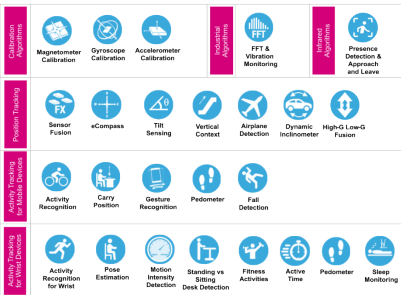 Calibration
Algorithms
Magnetometer
Calibration
Gyroscope
Calibration
Accelerometer
Calibration
Industrial
Algorithms
FFT
FFT &
Vibration
Monitoring
Infrared
Algorithms
Presence
Detection &
Approach
and Leave
Position Tracking
FX
Sensor
Fusion
eCompass
θ
Tilt
Sensing
Vertical
Context
Airplane
Detection
Dynamic
Inclinometer
High-G Low-G
Fusion
Activity Tracking
for Mobile Devices
Activity
Recognition
Carry
Position
Gesture
Recognition
Pedometer
Fall
Detection
Activity Tracking
for Wrist Devices
Activity
Recognition
for Wrist
Pose
Estimation
Motion
Intensity
Detection
Standing vs
Sitting
Desk Detection
Fitness
Activities
Active
Time
Pedometer
Sleep
Monitoring